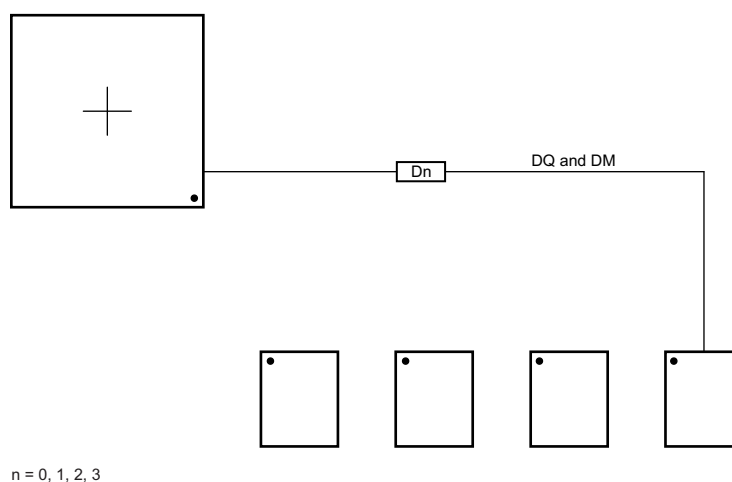 DQ and DM
Dn
n = 0, 1, 2, 3